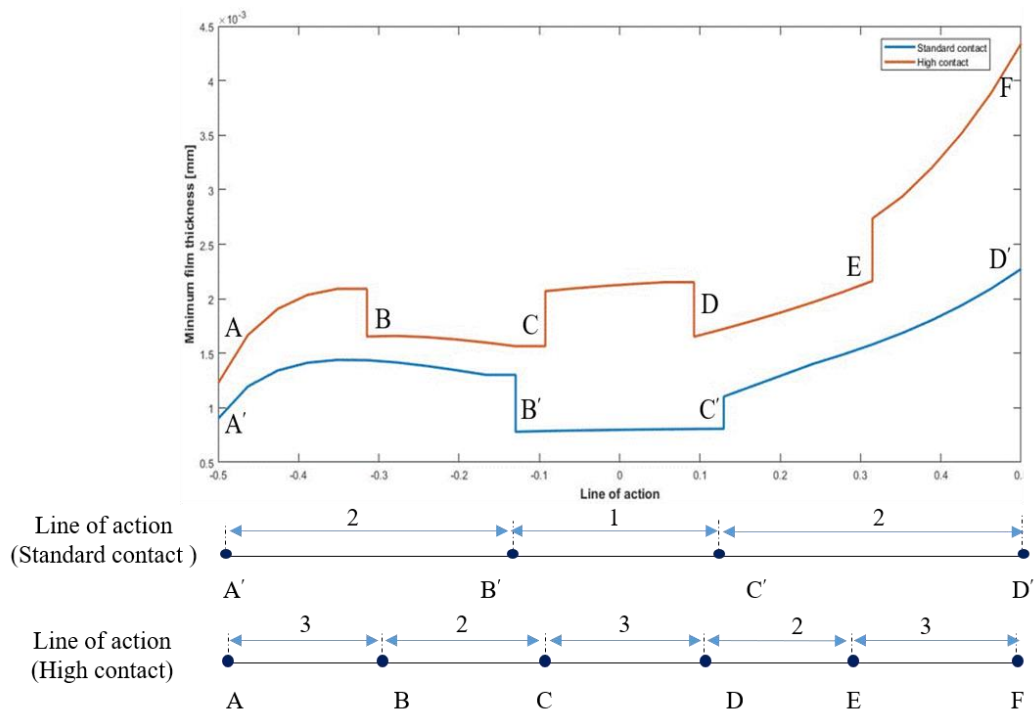 ×10⁻³
4.5
4
3.5
3
2.5
2
1.5
1
0.5
Minimum film thickness [mm]
Standard contact
High contact
A
B
C
D
E
F
A′
B′
C′
D′
-0.5 -0.4 -0.3 -0.2 -0.1 0 0.1 0.2 0.3 0.4 0.
Line of action
Line of action
(Standard contact )
2 1 2
A′ B′ C′ D′
Line of action
(High contact)
3 2 3 2 3
A B C D E F